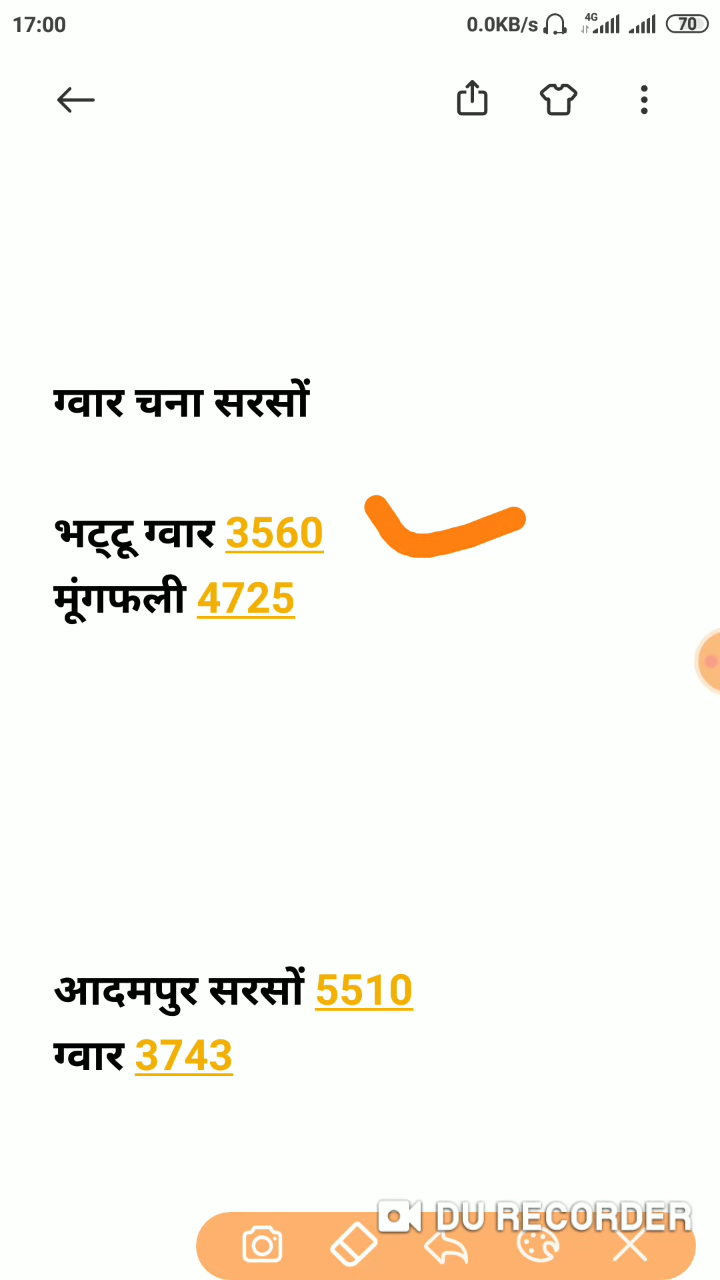 17:00 0.0KB/s 4G 70
ग्वार चना सरसों
भट्टू ग्वार 3560
मूंगफली 4725
आदमपुर सरसों 5510
ग्वार 3743
DU RECORDER